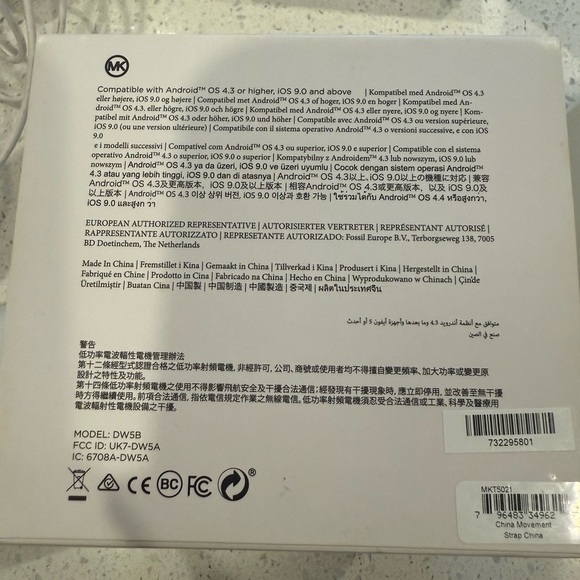 MK
Compatible with Android™ OS 4.3 or higher, iOS 9.0 and above | Kompatibel med Android™ OS 4.3
eller højere, iOS 9.0 og højere | Compatibel met Android™ OS 4.3 of hoger, iOS 9.0 en hoger | Kompatibel med An-
droid™ OS 4.3. eller högre, iOS 9.0 och högre | Kompatibel med Android™ OS 4.3 eller nyere, iOS 9.0 og nyere | Kom-
patibel mit Android™ OS 4.3 oder höher, iOS 9.0 und höher | Compatible avec Android™ OS 4.3 ou version supérieure,
iOS 9.0 (ou une version ultérieure) | Compatibile con il sistema operativo Android™ 4.3 o versioni successive, e con iOS
9.0
e i modelli successivi | Compatível com Android™ OS 4.3 ou superior, iOS 9.0 e superior | Compatible con el sistema
operativo Android™ 4.3 o superior, iOS 9.0 o superior | Kompatybilny z Androidem™ 4.3 lub nowszym, iOS 9.0 lub
nowszym | Android™ OS 4.3 ya da üzeri, iOS 9.0 ve üzeri uyumlu | Cocok dengan sistem operasi Android™
4.3 atau yang lebih tinggi, iOS 9.0 dan di atasnya | Android™ OS 4.3以上、iOS 9.0以上の機種に対応 | 兼容
Android™ OS 4.3及更高版本, iOS 9.0及以上版本 | 相容Android™ OS 4.3或更高版本, 以及 iOS 9.0及
以上版本 | Android™ OS 4.3 이상 상위 버전, iOS 9.0 이상과 호환 가능 | ใช้ร่วมได้กับ Android™ OS 4.4 หรือสูงกว่า,
iOS 9.0 และสูงก ว่า
EUROPEAN AUTHORIZED REPRESENTATIVE | AUTORISIERTER VERTRETER | REPRÉSENTANT AUTORISÉ |
RAPPRESENTANTE AUTORIZZATO | REPRESETANTE AUTORIZADO: Fossil Europe B.V., Terborgseweg 138, 7005
BD Doetinchem, The Netherlands
Made In China | Fremstillet i Kina | Gemaakt in China | Tillverkad i Kina | Produsert i Kina | Hergestellt in China |
Fabriqué en Chine | Prodotto in Cina | Fabricado na China | Hecho en China | Wyprodukowano w Chinach | Çin'de
Üretilmiştir | Buatan Cina | 中国製 | 中国制造 | 中國製造 | 중국제 | ผลิตในประเทศจีน
متوافق مع أنظمة أندرويد 4.3 وما بعدها وأجهزة أيفون 5 أو أحدث
صنع في الصين
警告
低功率電波輻性電機管理辦法
第十二條經型式認證合格之低功率射頻電機, 非經許可, 公司、商號或使用者均不得擅自變更頻率、加大功率或變更原
設計之特性及功能。
第十四條低功率射頻電機之使用不得影響飛航安全及干擾合法通信;經發現有干擾現象時, 應立即停用, 並改善至無干擾
時方得繼續使用。前項合法通信, 指依電信規定作業之無線電信。低功率射頻電機須忍受合法通信或工業、科學及醫療用
電波輻射性電機設備之干擾。
MODEL: DW5B
FCC ID: UK7-DW5A
IC: 6708A-DW5A
CE BC FC ®
732295801
MKT5021
7 96483 34962
China Movement
Strap China